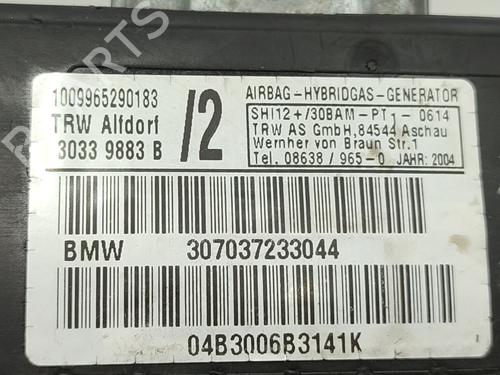 1009965290183
TRW Alfdorf
3033 9883 B
/2
AIRBAG-HYBRIDGAS-GENERATOR
SHI12+/30BAM-PT1-0614
TRW AS GmbH,84544 Aschau
Wernher von Braun Str.1
Tel. 08638/965-0 JAHR: 2004
BMW 307037233044
04B3006B3141K